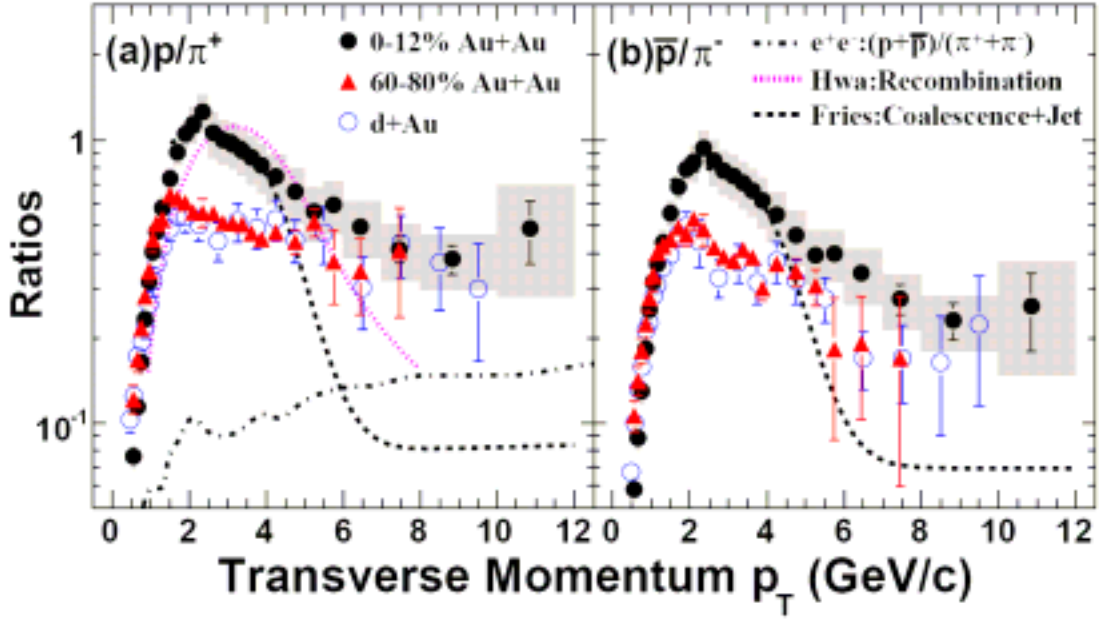 (a)p/π⁺
0-12% Au+Au
60-80% Au+Au
d+Au
(b)p̅/π⁻
e⁺e⁻:(p+p̅)/(π⁺+π⁻)
Hwa:Recombination
Fries:Coalescence+Jet
Ratios
1
10⁻¹
0 2 4 6 8 10 12
0 2 4 6 8 10 12
Transverse Momentum p_T (GeV/c)